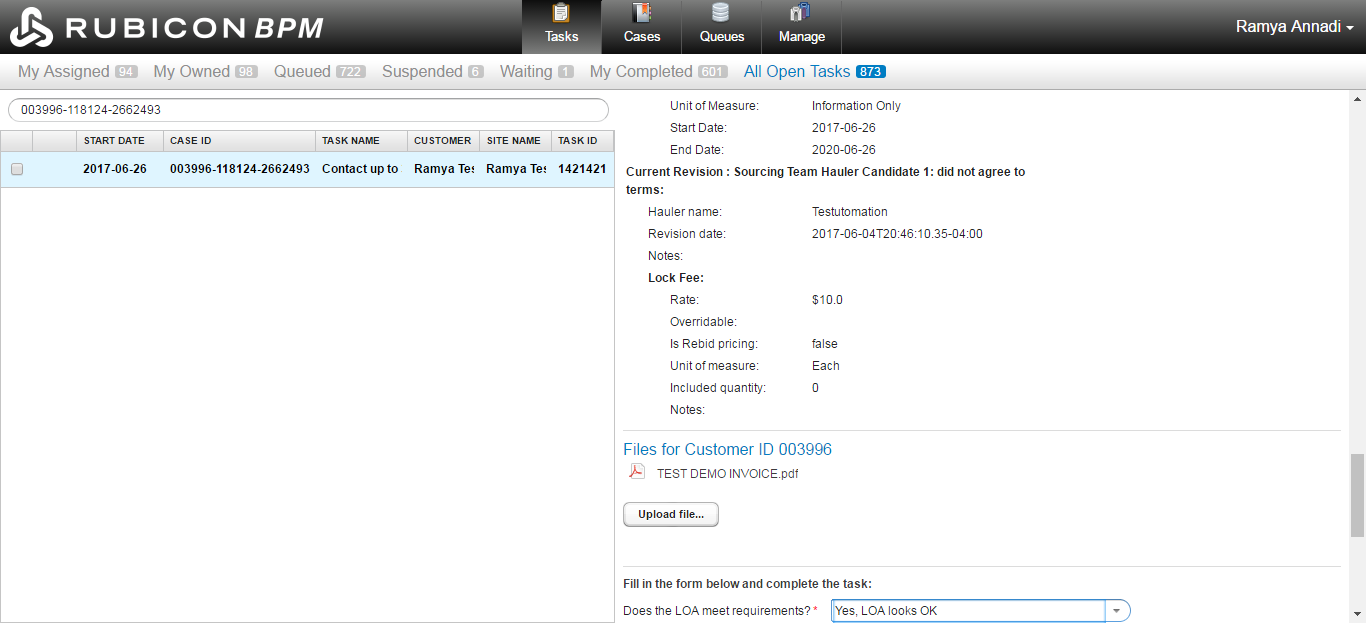 RUBICON BPM
Tasks Cases Queues Manage
Ramya Annadi
My Assigned 94 My Owned 98 Queued 722 Suspended 6 Waiting 1 My Completed 601 All Open Tasks 873
003996-118124-2662493
START DATE CASE ID TASK NAME CUSTOMER SITE NAME TASK ID
2017-06-26 003996-118124-2662493 Contact up to Ramya Tes Ramya Tes 1421421
Unit of Measure: Information Only
Start Date: 2017-06-26
End Date: 2020-06-26
Current Revision : Sourcing Team Hauler Candidate 1: did not agree to
terms:
Hauler name: Testutomation
Revision date: 2017-06-04T20:46:10.35-04:00
Notes:
Lock Fee:
Rate: $10.0
Overridable:
Is Rebid pricing: false
Unit of measure: Each
Included quantity: 0
Notes:
Files for Customer ID 003996
TEST DEMO INVOICE.pdf
Upload file...
Fill in the form below and complete the task:
Does the LOA meet requirements? * Yes, LOA looks OK